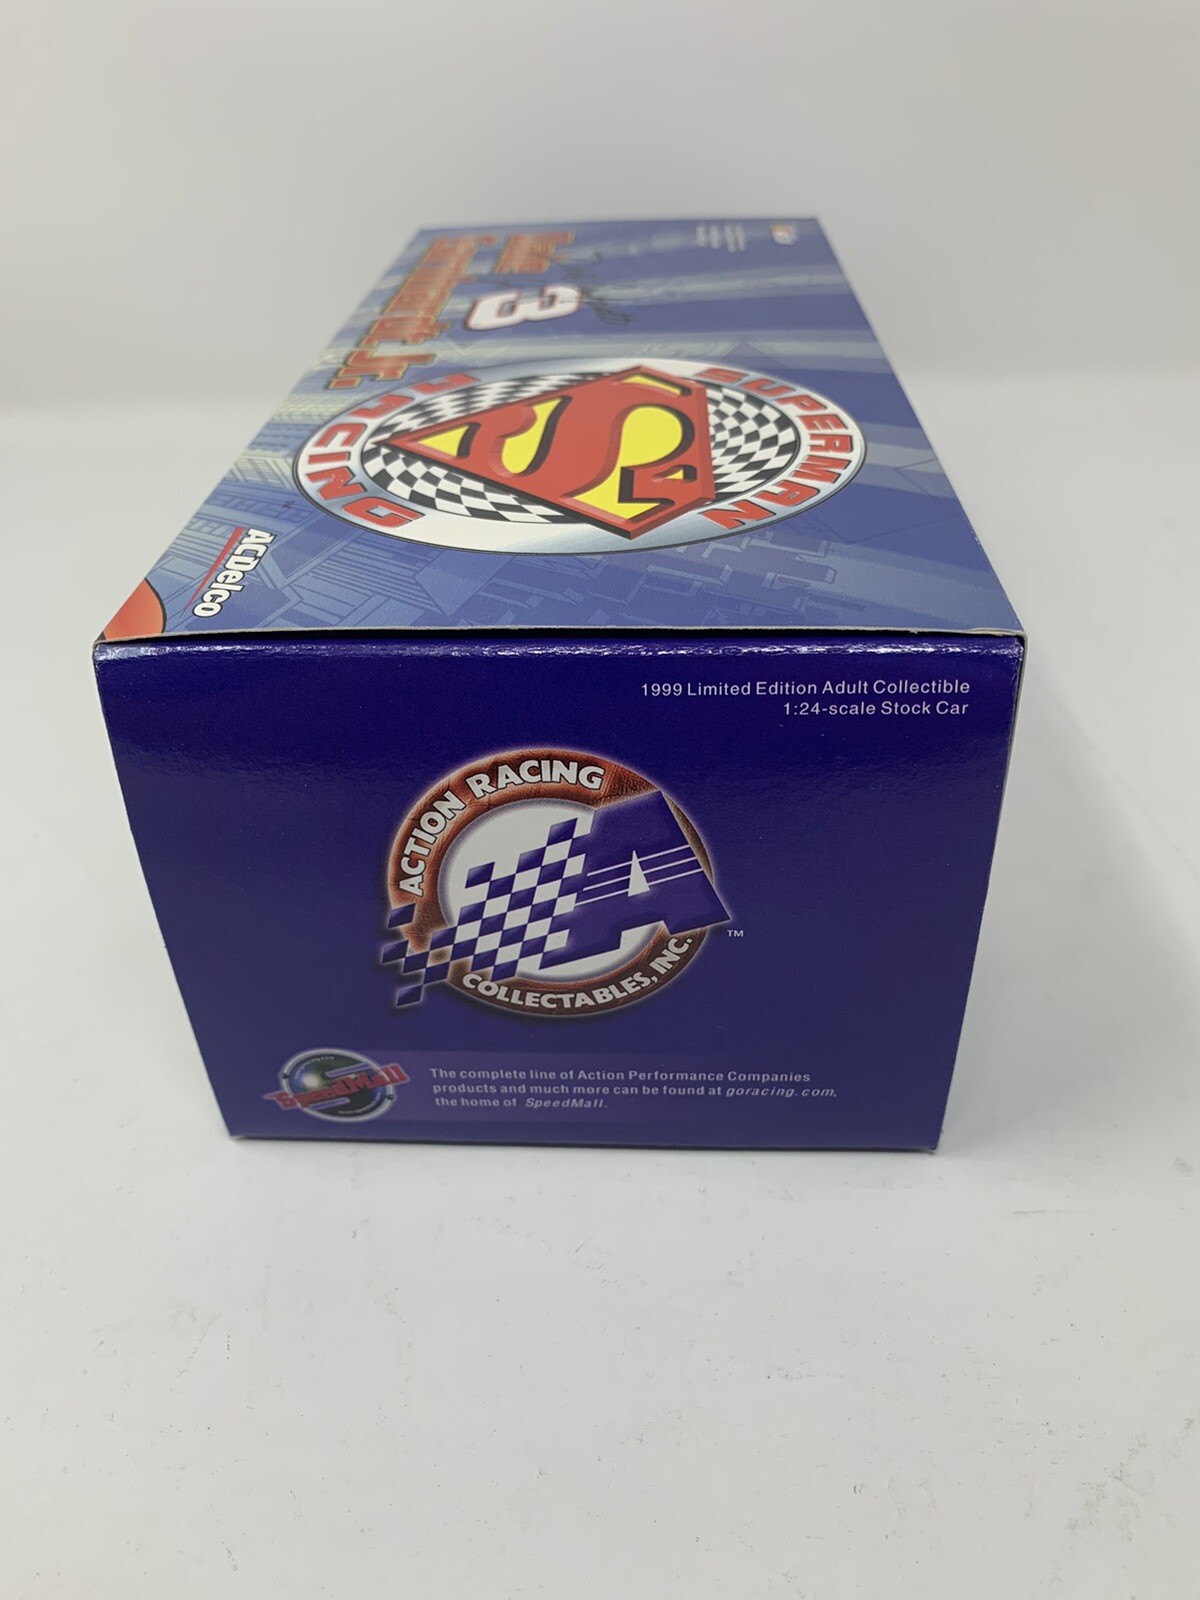 Dale
Earnhardt Jr.
3
SUPERMAN
RACING
S
ACDelco
1999 Limited Edition Adult Collectible
1:24-scale Stock Car
ACTION RACING
A
COLLECTABLES, INC.
TM
SpeedMall
The complete line of Action Performance Companies
products and much more can be found at goracing.com,
the home of SpeedMall.